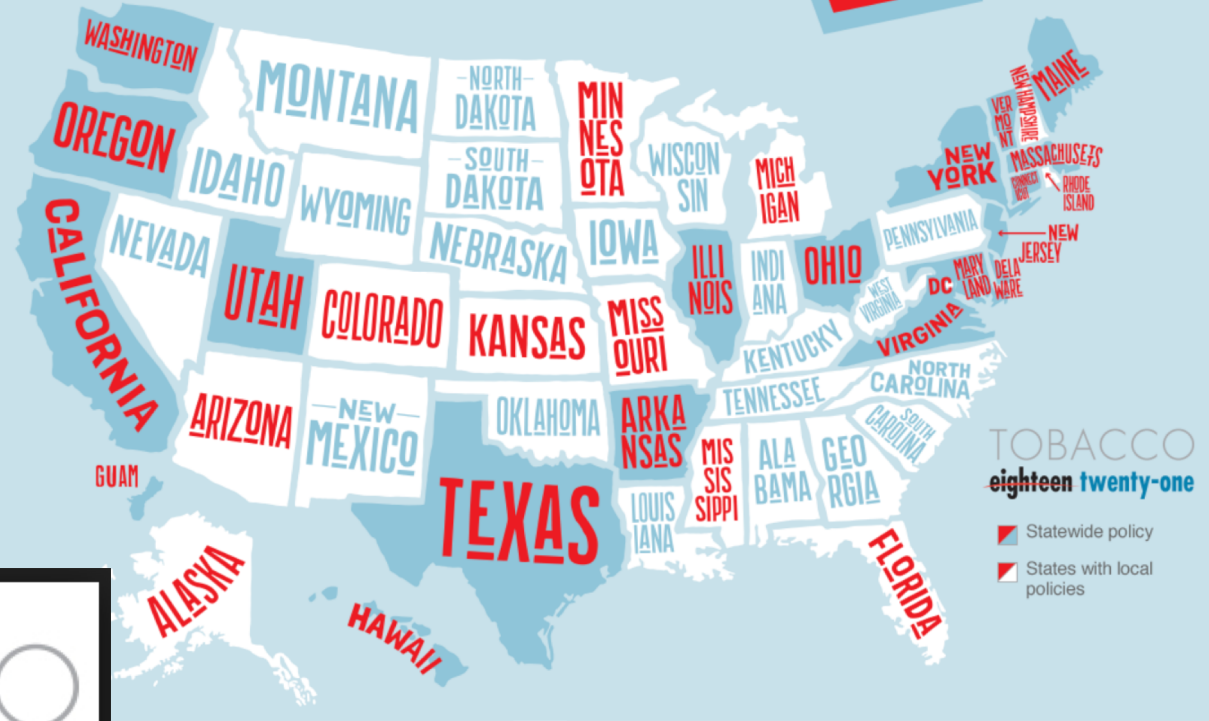 WASHINGTON
OREGON
CALIFORNIA
MONTANA
IDAHO
NEVADA
UTAH
ARIZONA
WYOMING
COLORADO
NEW
MEXICO
NORTH
DAKOTA
SOUTH
DAKOTA
NEBRASKA
KANSAS
OKLAHOMA
TEXAS
MIN
NES
OTA
IOWA
MISS
OURI
ARKA
NSAS
LOUIS
IANA
WISCON
SIN
ILLI
NOIS
MICH
IGAN
INDI
ANA
OHIO
KENTUCKY
TENNESSEE
MIS
SIS
SIPPI
ALA
BAMA
GEO
RGIA
FLORIDA
SOUTH
CAROLINA
NORTH
CAROLINA
VIRGINIA
WEST
VIRGINIA
DC
MARY
LAND
DELA
WARE
PENNSYLVANIA
NEW
JERSEY
NEW
YORK
CONNECT
ICUT
RHODE
ISLAND
MASSACHUSETS
VER
MO
NT
NEW HAMPSHIRE
MAINE
GUAM
ALASKA
HAWAII
TOBACCO
eighteen twenty-one
Statewide policy
States with local
policies